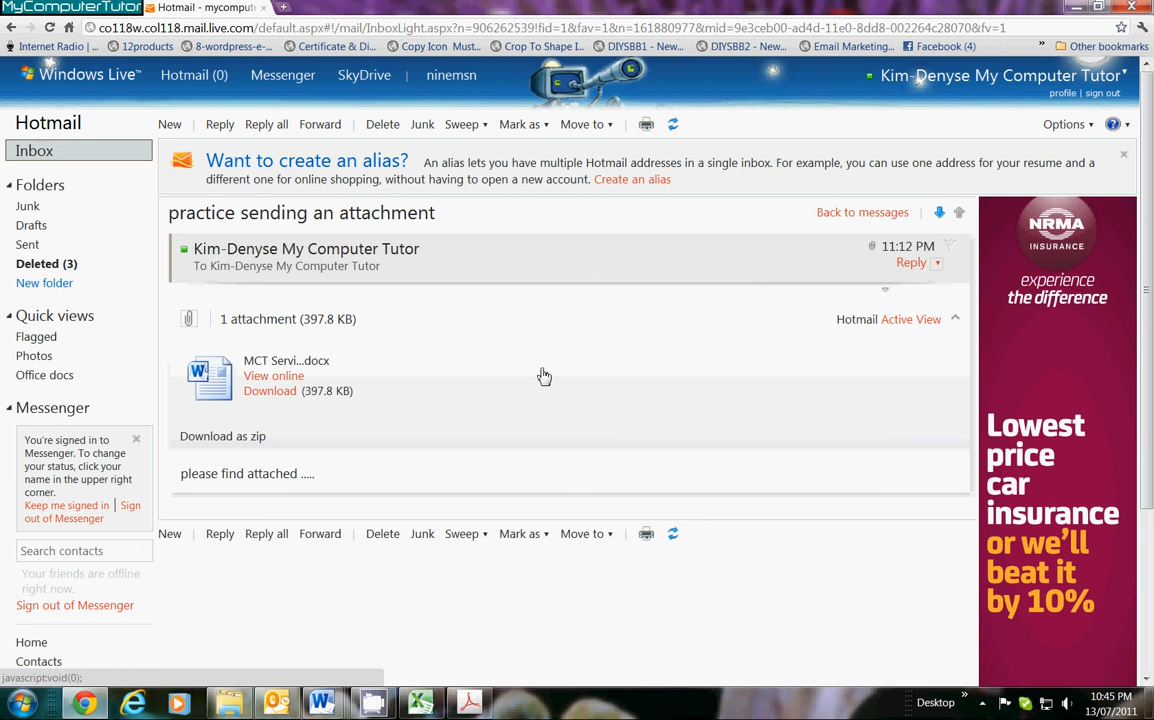 MyComputerTutor
Hotmail - mycompute
co118w.col118.mail.live.com/default.aspx#!/mail/InboxLight.aspx?n=906262539!fid=1&fav=1&n=1618809777&mid=9e3ceb00-ad4d-11e0-8dd8-002264c28070&fv=1
Internet Radio | ...
12products
8-wordpress-e-...
Certificate & Di...
Copy Icon Must...
Crop To Shape I...
DIYSBB1 - New...
DIYSBB2 - New...
Email Marketing...
Facebook (4)
»
Other bookmarks
Windows Live™
Hotmail (0)
Messenger
SkyDrive
ninemsn
Kim-Denyse My Computer Tutor
profile | sign out
Hotmail
New
Reply
Reply all
Forward
Delete
Junk
Sweep
Mark as
Move to
Options
Inbox
Want to create an alias? An alias lets you have multiple Hotmail addresses in a single inbox. For example, you can use one address for your resume and a
different one for online shopping, without having to open a new account. Create an alias
Folders
Junk
Drafts
Sent
Deleted (3)
New folder
Quick views
Flagged
Photos
Office docs
Messenger
You're signed in to
Messenger. To change
your status, click your
name in the upper right
corner.
Keep me signed in | Sign
out of Messenger
Search contacts
Your friends are offline
right now.
Sign out of Messenger
Home
Contacts
javascript:void(0);
practice sending an attachment
Back to messages
Kim-Denyse My Computer Tutor
To Kim-Denyse My Computer Tutor
11:12 PM
Reply
1 attachment (397.8 KB)
Hotmail Active View
MCT Servi...docx
View online
Download (397.8 KB)
Download as zip
please find attached .....
New
Reply
Reply all
Forward
Delete
Junk
Sweep
Mark as
Move to
NRMA
INSURANCE
experience
the difference
Lowest
price
car
insurance
or we'll
beat it
by 10%
Desktop
»
10:45 PM
13/07/2011